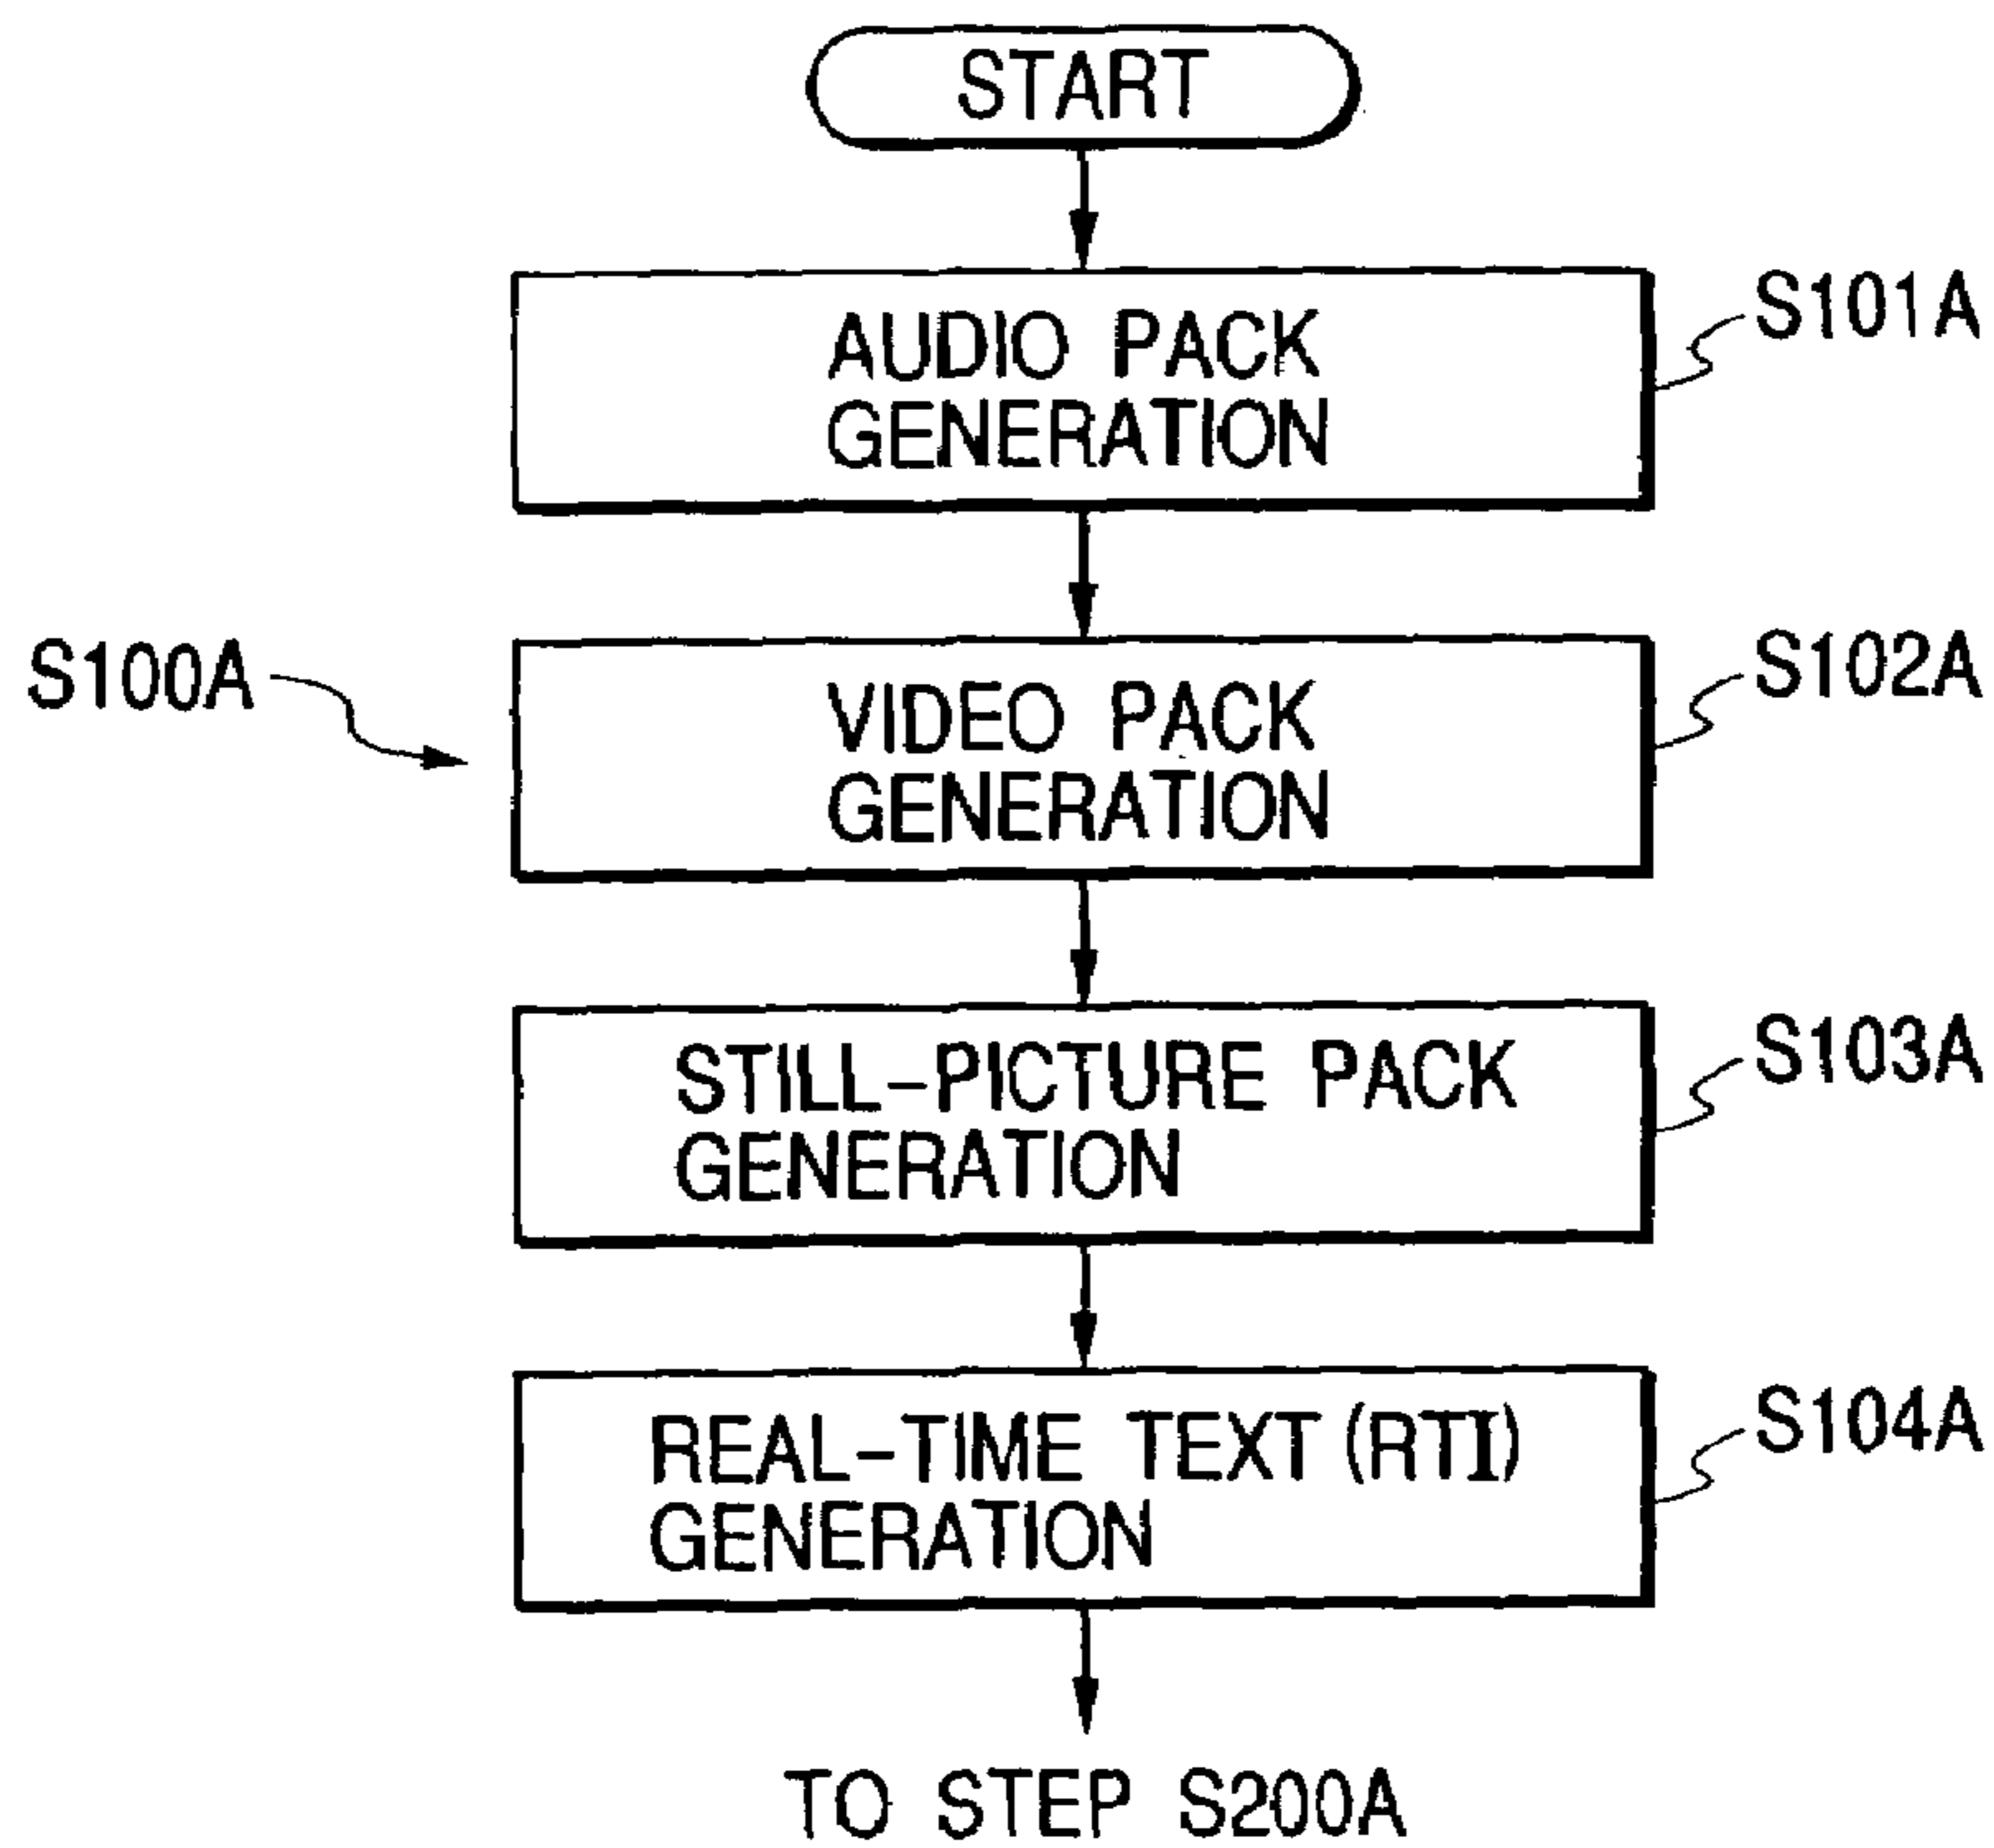 START
AUDIO PACK
GENERATION
S101A
S100A
VIDEO PACK
GENERATION
S102A
STILL-PICTURE PACK
GENERATION
S103A
REAL-TIME TEXT (RTI)
GENERATION
S104A
TO STEP S200A